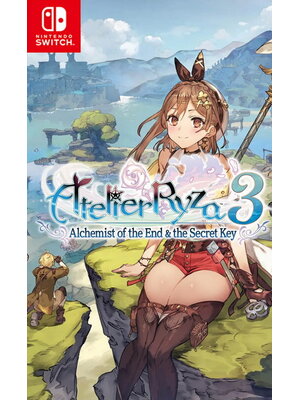 NINTENDO
SWITCH
Atelier Ryza 3
Alchemist of the End & the Secret Key